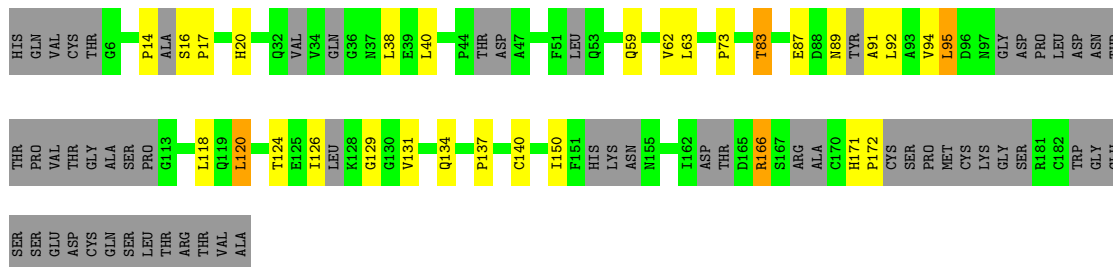 HIS GLN VAL CYS THR G6 P14 ALA S16 P17 H20 Q32 VAL V34 GLN G36 N37 L38 E39 L40 P44 THR ASP A47 F51 LEU Q53 Q59 V62 L63 P73 T83 E87 D88 N89 TYR A91 L92 A93 V94 L95 D96 N97 GLY ASP PRO LEU ASP ASN
THR PRO VAL THR GLY ALA SER PRO G113 L118 Q119 L120 T124 E125 I126 LEU K128 G129 G130 V131 Q134 P137 C140 I150 F151 HIS LYS ASN N155 I162 ASP THR D165 R166 S167 ARG ALA C170 H171 P172 CYS SER PRO MET CYS LYS GLY SER R181 C182 TRP GLY
SER SER GLU ASP CYS GLN SER LEU THR ARG THR VAL ALA